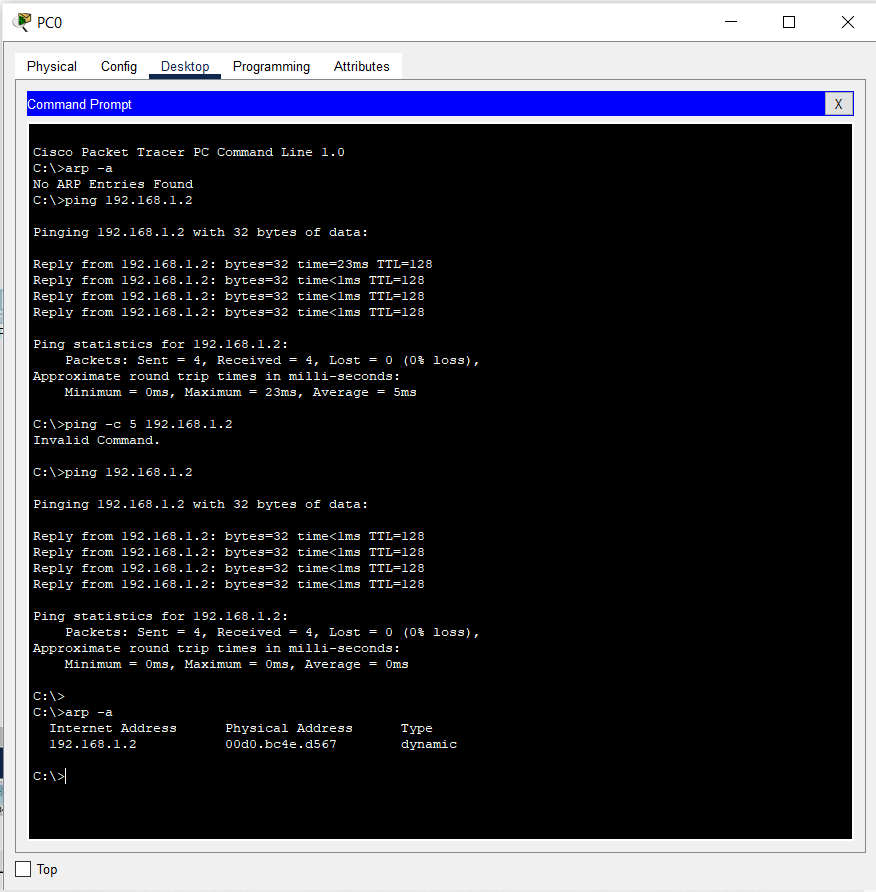 PC0
Physical Config Desktop Programming Attributes
Command Prompt X
Cisco Packet Tracer PC Command Line 1.0
C:\>arp -a
No ARP Entries Found
C:\>ping 192.168.1.2
Pinging 192.168.1.2 with 32 bytes of data:
Reply from 192.168.1.2: bytes=32 time=23ms TTL=128
Reply from 192.168.1.2: bytes=32 time<1ms TTL=128
Reply from 192.168.1.2: bytes=32 time<1ms TTL=128
Reply from 192.168.1.2: bytes=32 time<1ms TTL=128
Ping statistics for 192.168.1.2:
Packets: Sent = 4, Received = 4, Lost = 0 (0% loss),
Approximate round trip times in milli-seconds:
Minimum = 0ms, Maximum = 23ms, Average = 5ms
C:\>ping -c 5 192.168.1.2
Invalid Command.
C:\>ping 192.168.1.2
Pinging 192.168.1.2 with 32 bytes of data:
Reply from 192.168.1.2: bytes=32 time<1ms TTL=128
Reply from 192.168.1.2: bytes=32 time<1ms TTL=128
Reply from 192.168.1.2: bytes=32 time<1ms TTL=128
Reply from 192.168.1.2: bytes=32 time<1ms TTL=128
Ping statistics for 192.168.1.2:
Packets: Sent = 4, Received = 4, Lost = 0 (0% loss),
Approximate round trip times in milli-seconds:
Minimum = 0ms, Maximum = 0ms, Average = 0ms
C:\>
C:\>arp -a
Internet Address Physical Address Type
192.168.1.2 00d0.bc4e.d567 dynamic
C:\>
Top